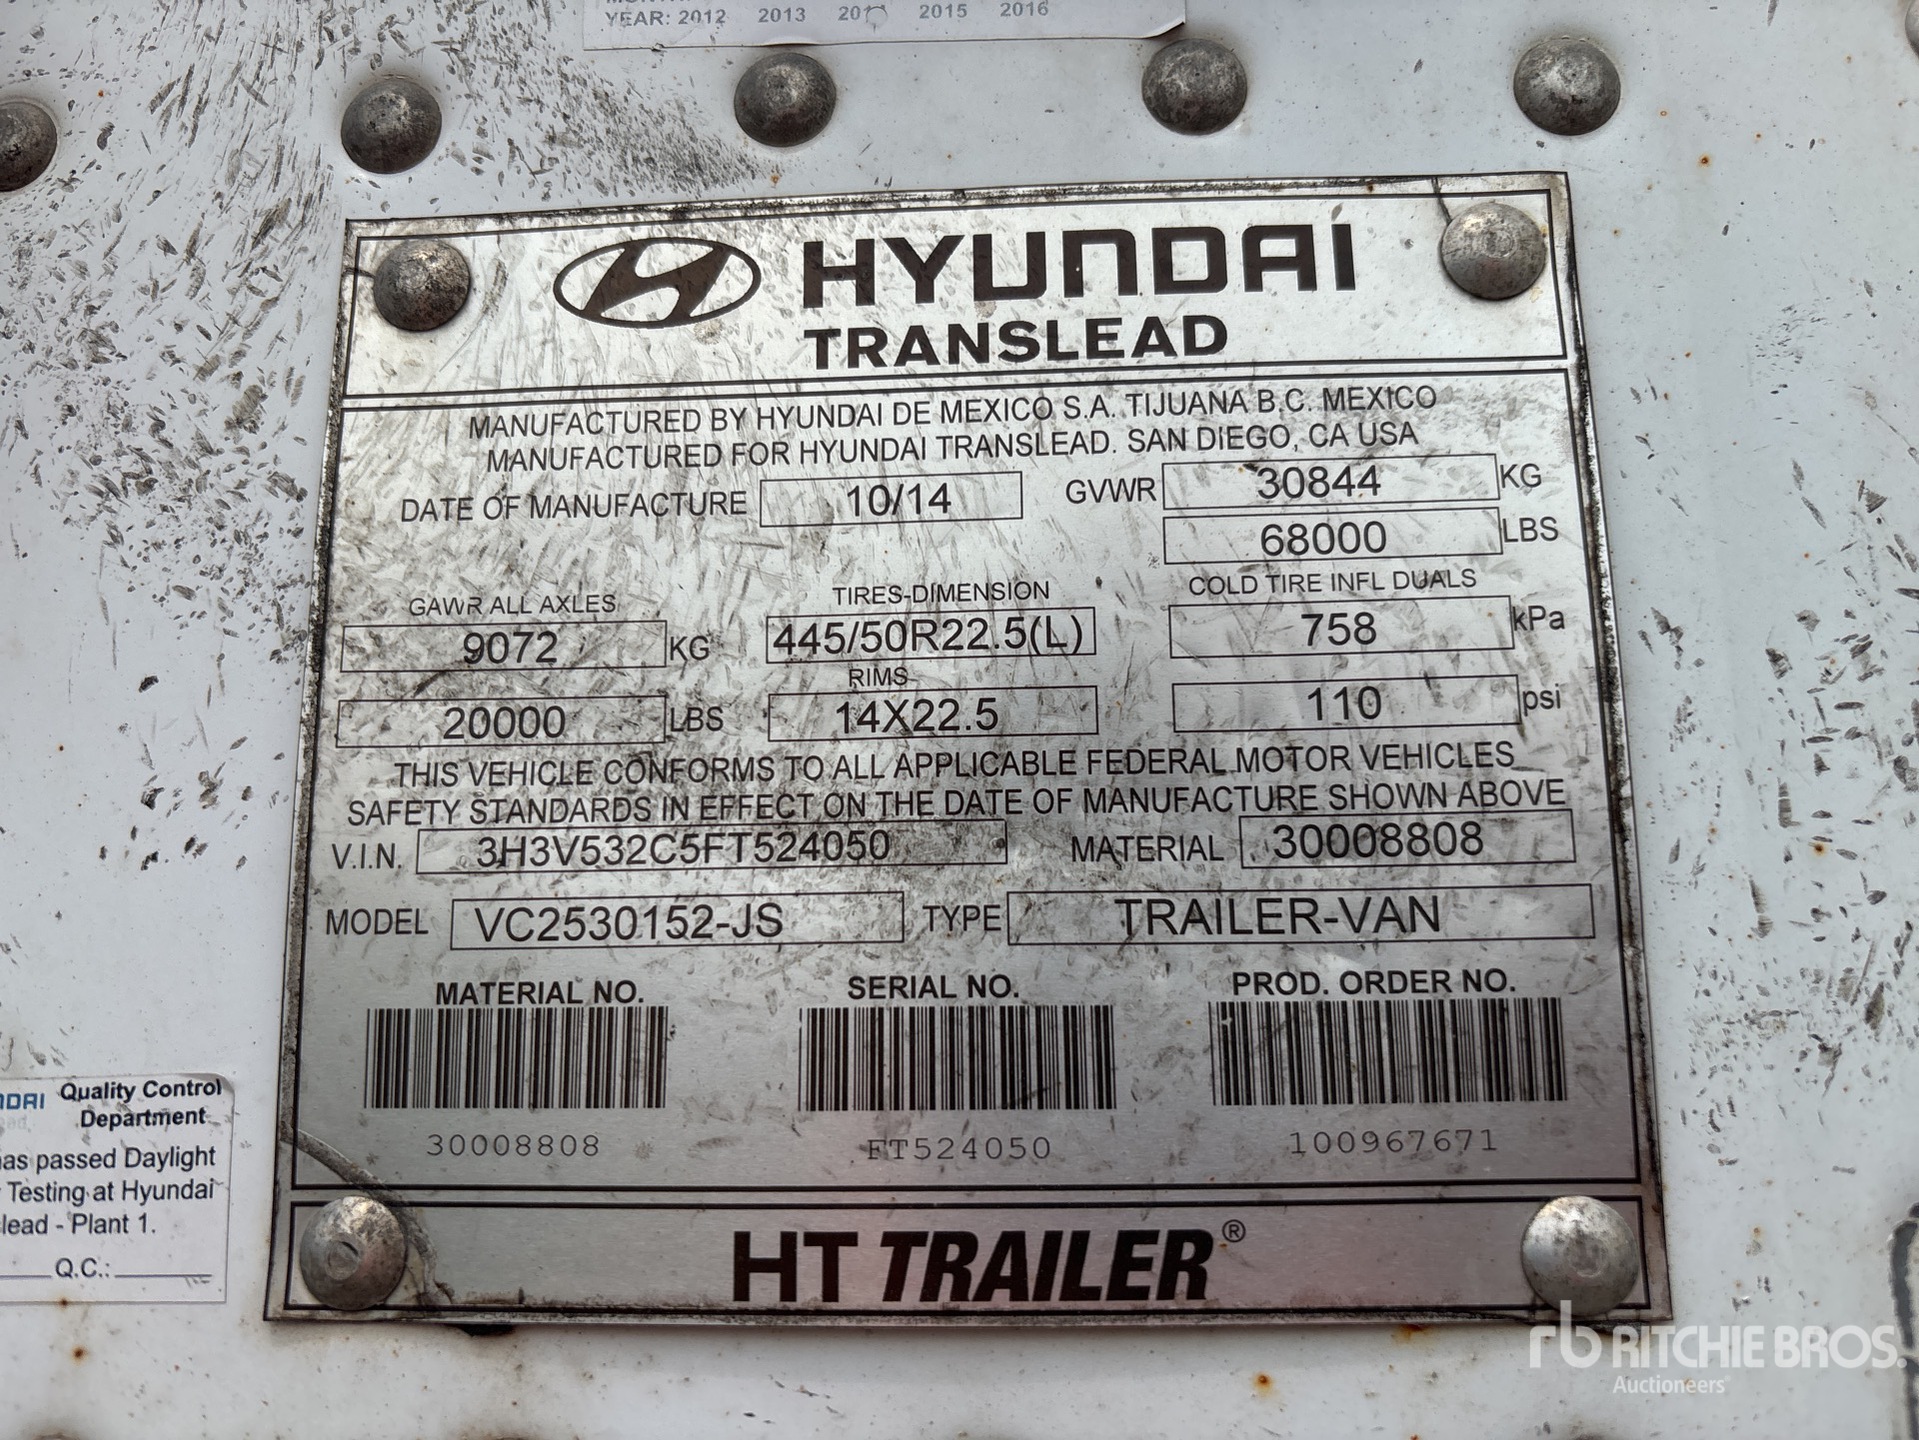 YEAR: 2012 2013 2015 2016
HYUNDAI
TRANSLEAD
MANUFACTURED BY HYUNDAI DE MEXICO S.A. TIJUANA B.C. MEXICO
MANUFACTURED FOR HYUNDAI TRANSLEAD. SAN DIEGO, CA USA
DATE OF MANUFACTURE 10/14 GVWR 30844 KG
68000 LBS
GAWR ALL AXLES TIRES-DIMENSION COLD TIRE INFL DUALS
9072 KG 445/50R22.5(L) 758 kPa
RIMS
20000 LBS 14X22.5 110 psi
THIS VEHICLE CONFORMS TO ALL APPLICABLE FEDERAL MOTOR VEHICLES
SAFETY STANDARDS IN EFFECT ON THE DATE OF MANUFACTURE SHOWN ABOVE
V.I.N. 3H3V532C5FT524050 MATERIAL 30008808
MODEL VC2530152-JS TYPE TRAILER-VAN
MATERIAL NO. SERIAL NO. PROD. ORDER NO.
30008808 FT524050 100967671
HT TRAILER®
NDAI Quality Control
Department
as passed Daylight
Testing at Hyundai
lead - Plant 1.
Q.C.:
rb RITCHIE BROS.
Auctioneers